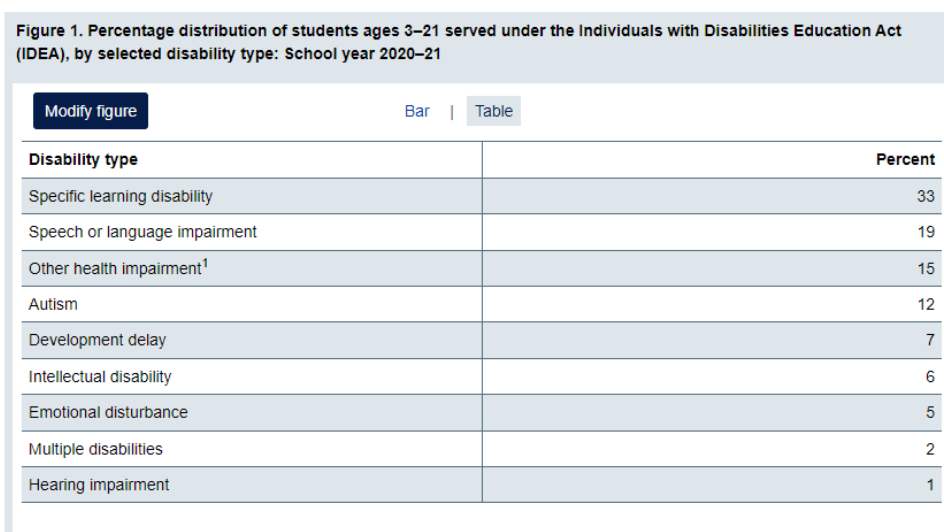 Figure 1. Percentage distribution of students ages 3–21 served under the Individuals with Disabilities Education Act
(IDEA), by selected disability type: School year 2020–21
Modify figure Bar | Table
Disability type Percent
Specific learning disability 33
Speech or language impairment 19
Other health impairment¹ 15
Autism 12
Development delay 7
Intellectual disability 6
Emotional disturbance 5
Multiple disabilities 2
Hearing impairment 1